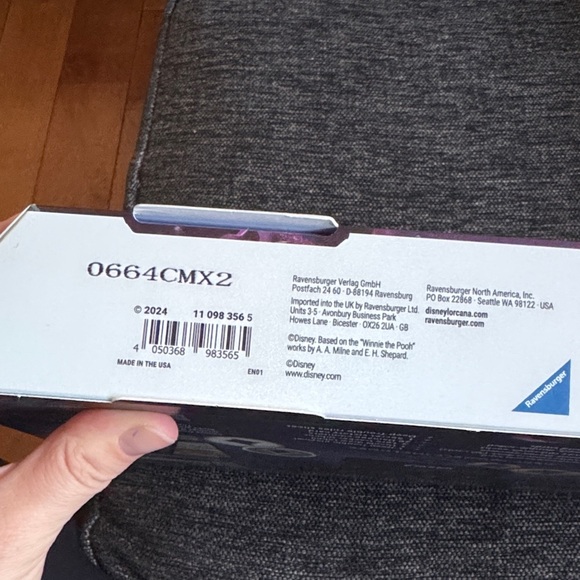 0664CMX2
© 2024 11 098 356 5
4 050368 983565
MADE IN THE USA
EN01
Ravensburger Verlag GmbH
Postfach 24 60 · D-88194 Ravensburg
Imported into the UK by Ravensburger Ltd.
Units 3-5 · Avonbury Business Park
Howes Lane · Bicester · OX26 2UA · GB
©Disney. Based on the "Winnie the Pooh"
works by A. A. Milne and E. H. Shepard.
©Disney
www.disney.com
Ravensburger North America, Inc.
PO Box 22868 · Seattle WA 98122 · USA
disneylorcana.com
ravensburger.com
Ravensburger